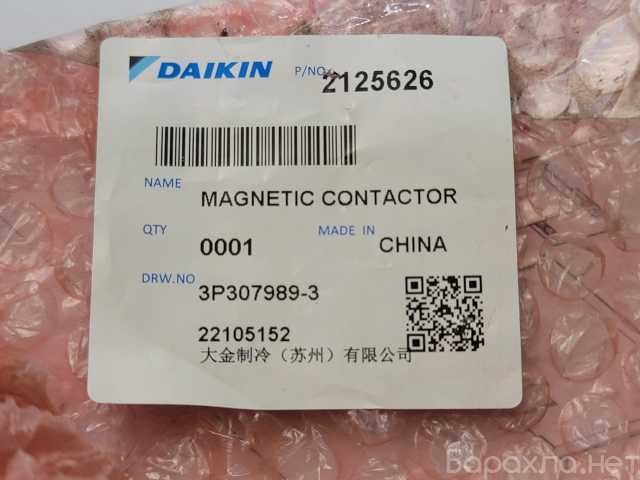 DAIKIN P/NO. 2125626
NAME MAGNETIC CONTACTOR
QTY 0001 MADE IN CHINA
DRW.NO 3P307989-3
22105152
大金制冷（苏州）有限公司
Барахла.Нет